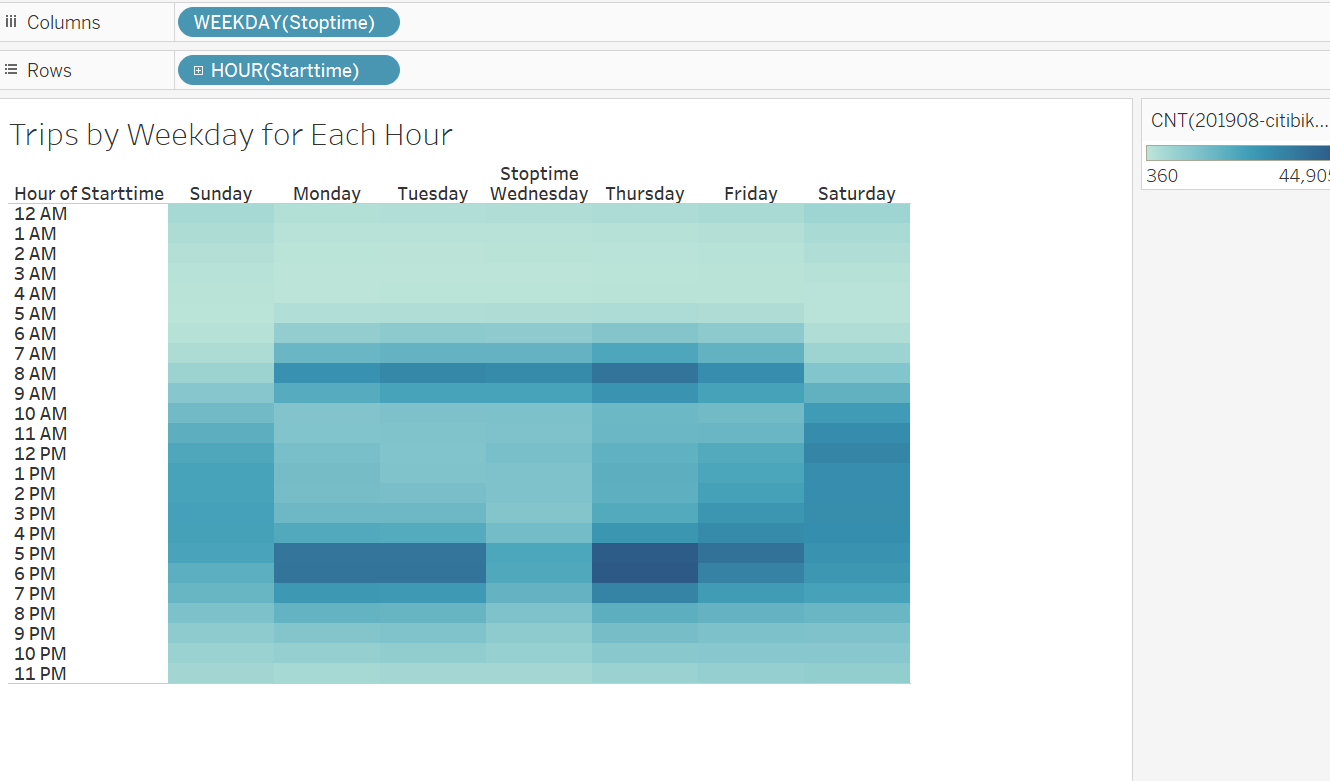 Columns
WEEKDAY(Stoptime)
Rows
HOUR(Starttime)
Trips by Weekday for Each Hour
CNT(201908-citibik...
360 44,905
Stoptime
Hour of Starttime Sunday Monday Tuesday Wednesday Thursday Friday Saturday
12 AM
1 AM
2 AM
3 AM
4 AM
5 AM
6 AM
7 AM
8 AM
9 AM
10 AM
11 AM
12 PM
1 PM
2 PM
3 PM
4 PM
5 PM
6 PM
7 PM
8 PM
9 PM
10 PM
11 PM